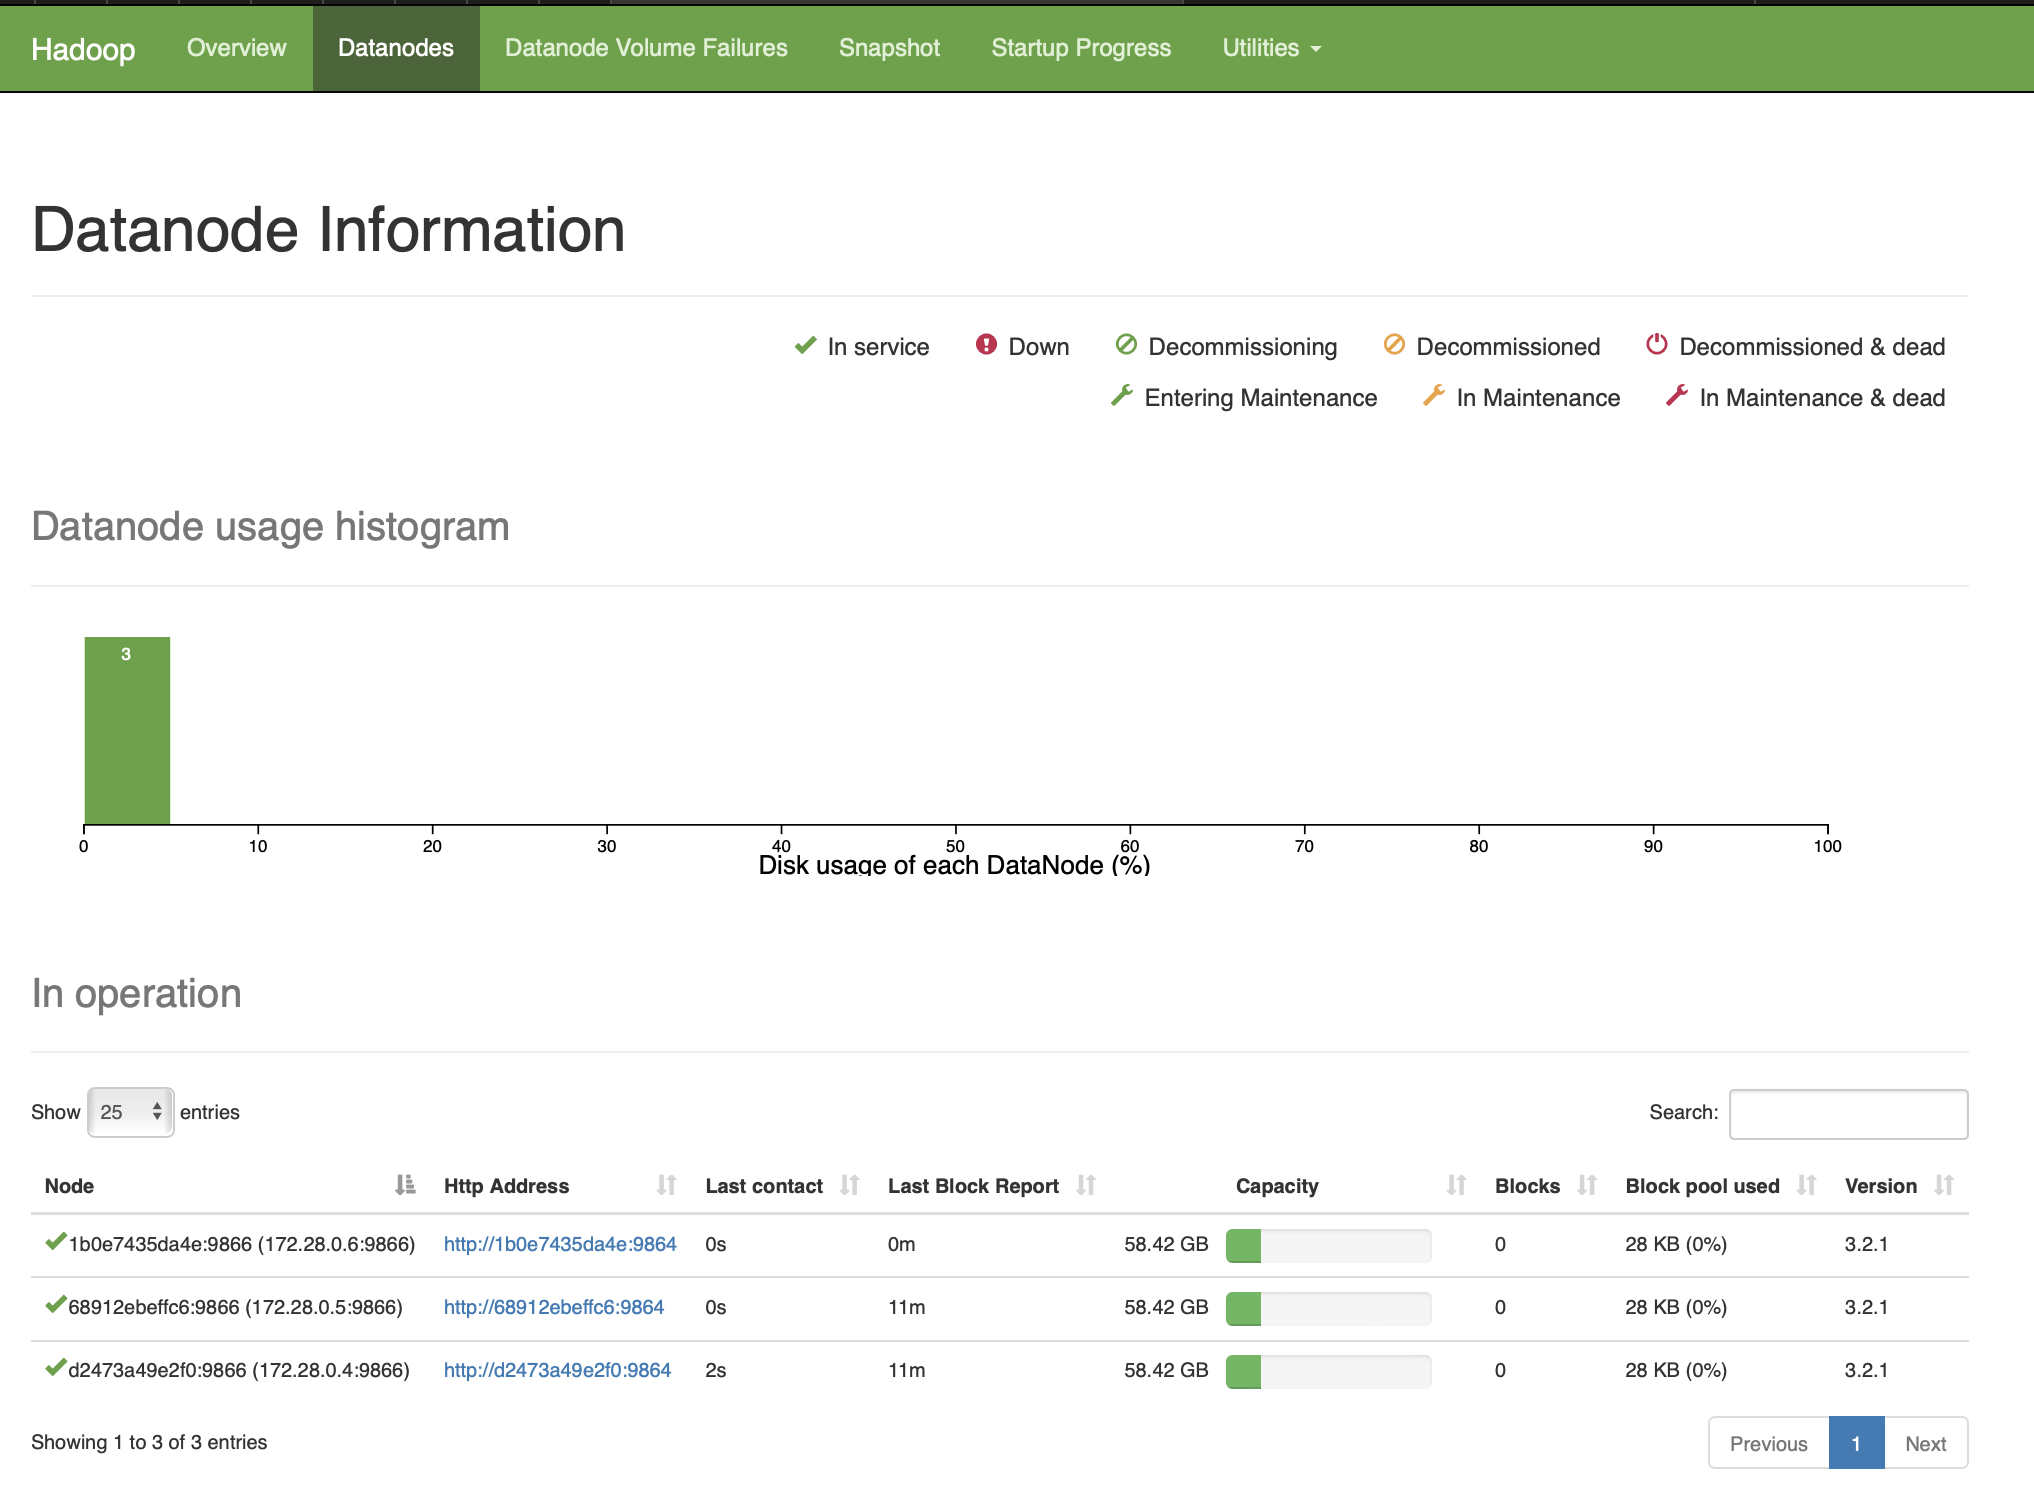 Hadoop Overview Datanodes Datanode Volume Failures Snapshot Startup Progress Utilities
Datanode Information
In service Down Decommissioning Decommissioned Decommissioned & dead
Entering Maintenance In Maintenance In Maintenance & dead
Datanode usage histogram
3
0 10 20 30 40 50 60 70 80 90 100
Disk usage of each DataNode (%)
In operation
Show 25 entries Search:
Node Http Address Last contact Last Block Report Capacity Blocks Block pool used Version
1b0e7435da4e:9866 (172.28.0.6:9866) http://1b0e7435da4e:9864 0s 0m 58.42 GB 0 28 KB (0%) 3.2.1
68912ebeffc6:9866 (172.28.0.5:9866) http://68912ebeffc6:9864 0s 11m 58.42 GB 0 28 KB (0%) 3.2.1
d2473a49e2f0:9866 (172.28.0.4:9866) http://d2473a49e2f0:9864 2s 11m 58.42 GB 0 28 KB (0%) 3.2.1
Showing 1 to 3 of 3 entries Previous 1 Next